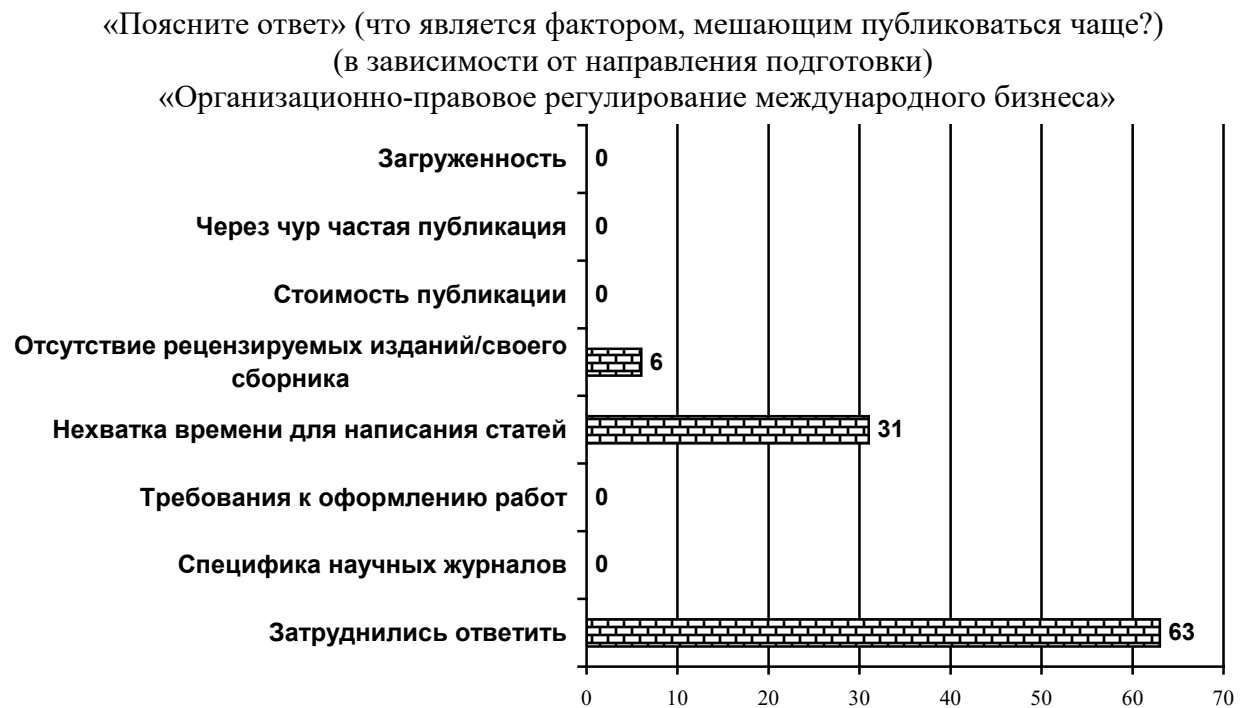 «Поясните ответ» (что является фактором, мешающим публиковаться чаще?)
(в зависимости от направления подготовки)
«Организационно-правовое регулирование международного бизнеса»
Загруженность 0
Через чур частая публикация 0
Стоимость публикации 0
Отсутствие рецензируемых изданий/своего
сборника 6
Нехватка времени для написания статей 31
Требования к оформлению работ 0
Специфика научных журналов 0
Затруднились ответить 63
0 10 20 30 40 50 60 70